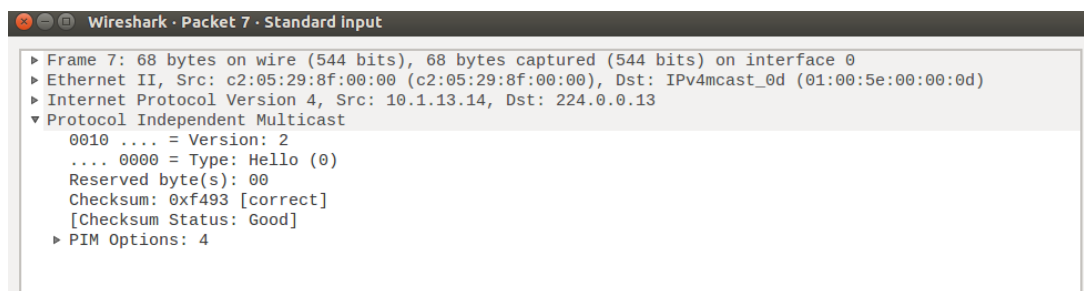 Wireshark · Packet 7 · Standard input
Frame 7: 68 bytes on wire (544 bits), 68 bytes captured (544 bits) on interface 0
Ethernet II, Src: c2:05:29:8f:00:00 (c2:05:29:8f:00:00), Dst: IPv4mcast_0d (01:00:5e:00:00:0d)
Internet Protocol Version 4, Src: 10.1.13.14, Dst: 224.0.0.13
Protocol Independent Multicast
0010 .... = Version: 2
.... 0000 = Type: Hello (0)
Reserved byte(s): 00
Checksum: 0xf493 [correct]
[Checksum Status: Good]
PIM Options: 4